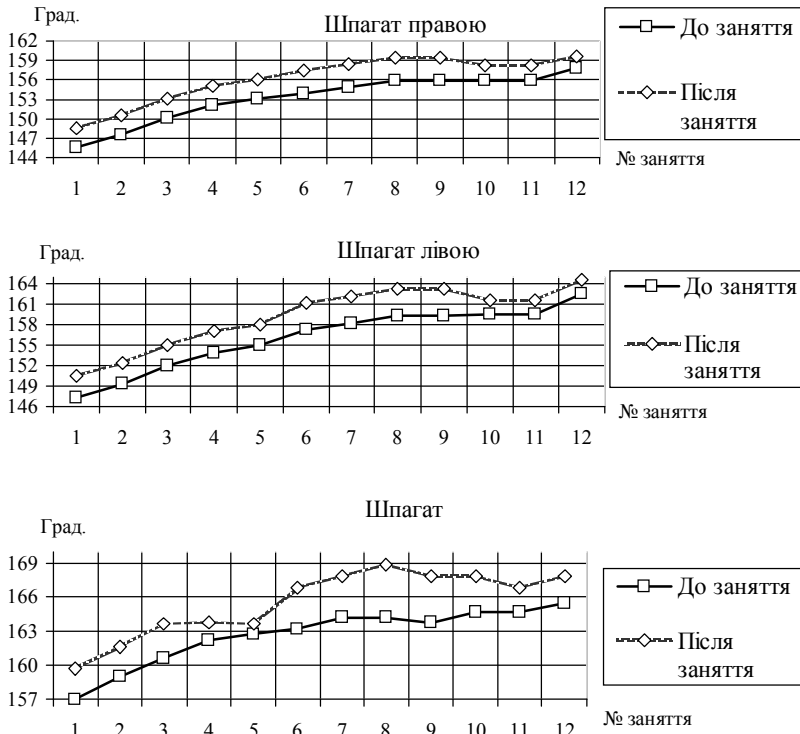 Град.
Шпагат правою
162
159
156
153
150
147
144
1 2 3 4 5 6 7 8 9 10 11 12
№ заняття
До заняття
Після
заняття
Град.
Шпагат лівою
164
161
158
155
152
149
146
1 2 3 4 5 6 7 8 9 10 11 12
№ заняття
До заняття
Після
заняття
Град.
Шпагат
169
166
163
160
157
1 2 3 4 5 6 7 8 9 10 11 12
№ заняття
До заняття
Після
заняття